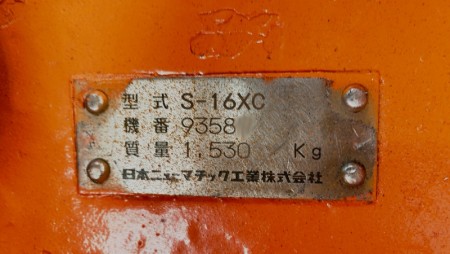 型式 S-16XC
機番 9358
質量 1,530 Kg
日本ニューマチック工業株式会社